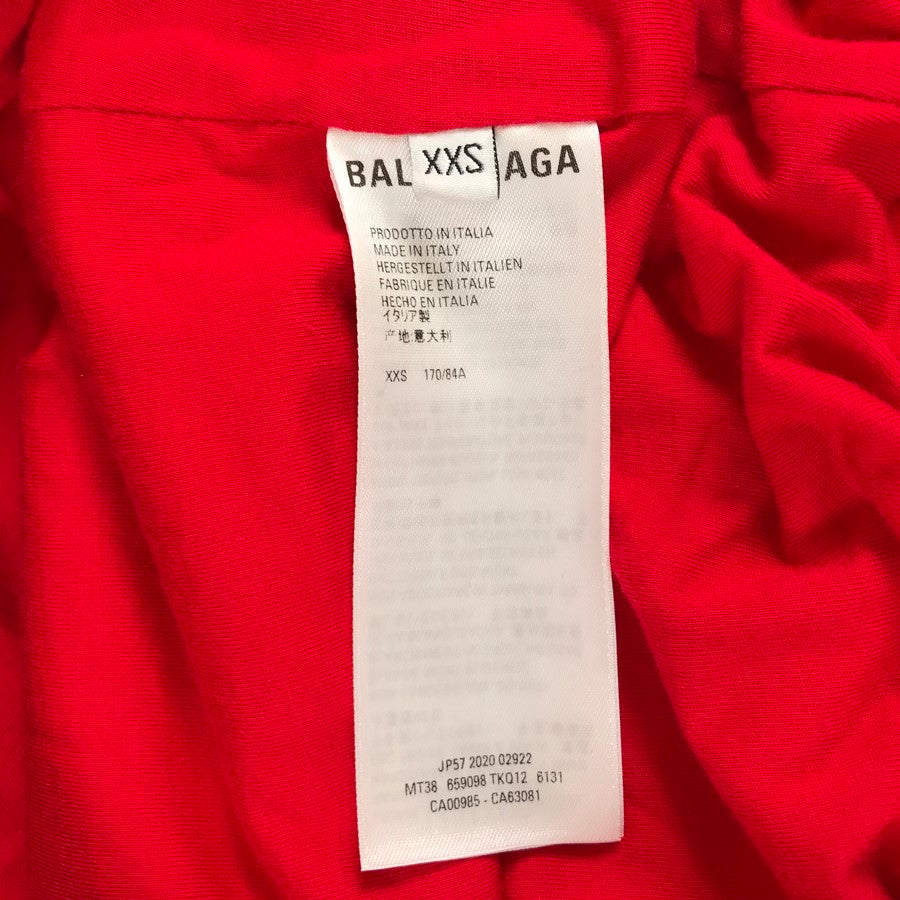 BAL XXS AGA
PRODOTTO IN ITALIA
MADE IN ITALY
HERGESTELLT IN ITALIEN
FABRIQUE EN ITALIE
HECHO EN ITALIA
イタリア製
产地:意大利
XXS 170/84A
JP57 2020 02922
MT38 659098 TKQ12 6131
CA00985 - CA63081